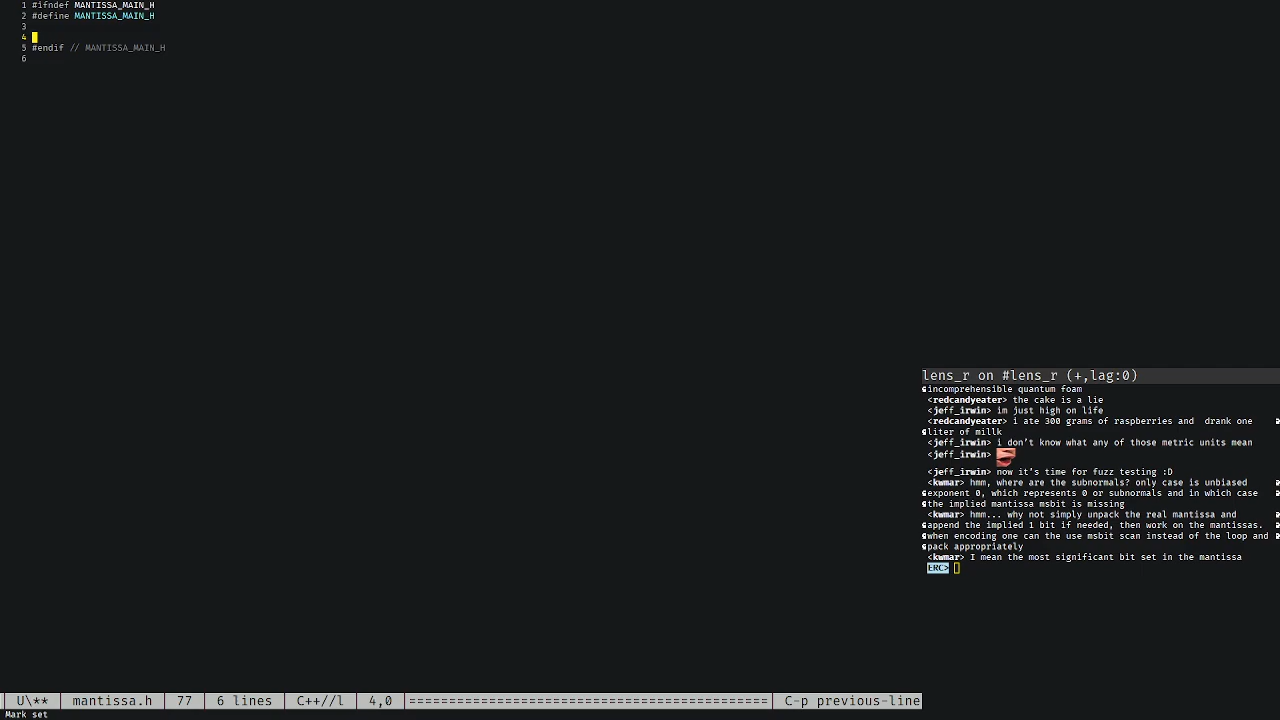 1 #ifndef MANTISSA_MAIN_H
2 #define MANTISSA_MAIN_H
3
4
5 #endif // MANTISSA_MAIN_H
6
lens_r on #lens_r (+,lag:0)
incomprehensible quantum foam
<redcandyeater> the cake is a lie
<jeff_irwin> im just high on life
<redcandyeater> i ate 300 grams of raspberries and  drank one
liter of millk
<jeff_irwin> i don't know what any of those metric units mean
<jeff_irwin>
<jeff_irwin> now it's time for fuzz testing :D
<kwmar> hmm, where are the subnormals? only case is unbiased
exponent 0, which represents 0 or subnormals and in which case
the implied mantissa msbit is missing
<kwmar> hmm... why not simply unpack the real mantissa and
append the implied 1 bit if needed, then work on the mantissas.
when encoding one can the use msbit scan instead of the loop and
pack appropriately
<kwmar> I mean the most significant bit set in the mantissa
ERC>
U\** mantissa.h 77 6 lines C++//l 4,0 ========================================== C-p previous-line
Mark set